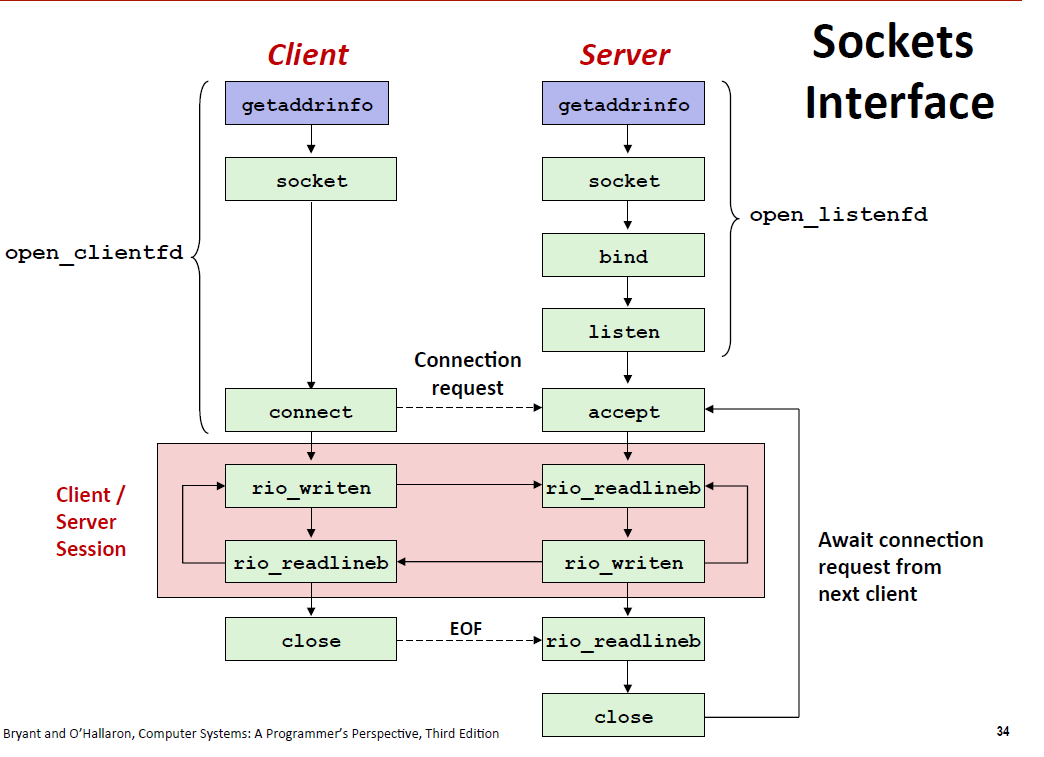 Sockets
Interface
Client
Server
getaddrinfo
getaddrinfo
socket
socket
open_listenfd
open_clientfd
bind
listen
Connection
request
connect
accept
Client /
Server
Session
rio_writen
rio_readlineb
rio_readlineb
rio_writen
Await connection
request from
next client
close
EOF
rio_readlineb
close
Bryant and O'Hallaron, Computer Systems: A Programmer's Perspective, Third Edition
34